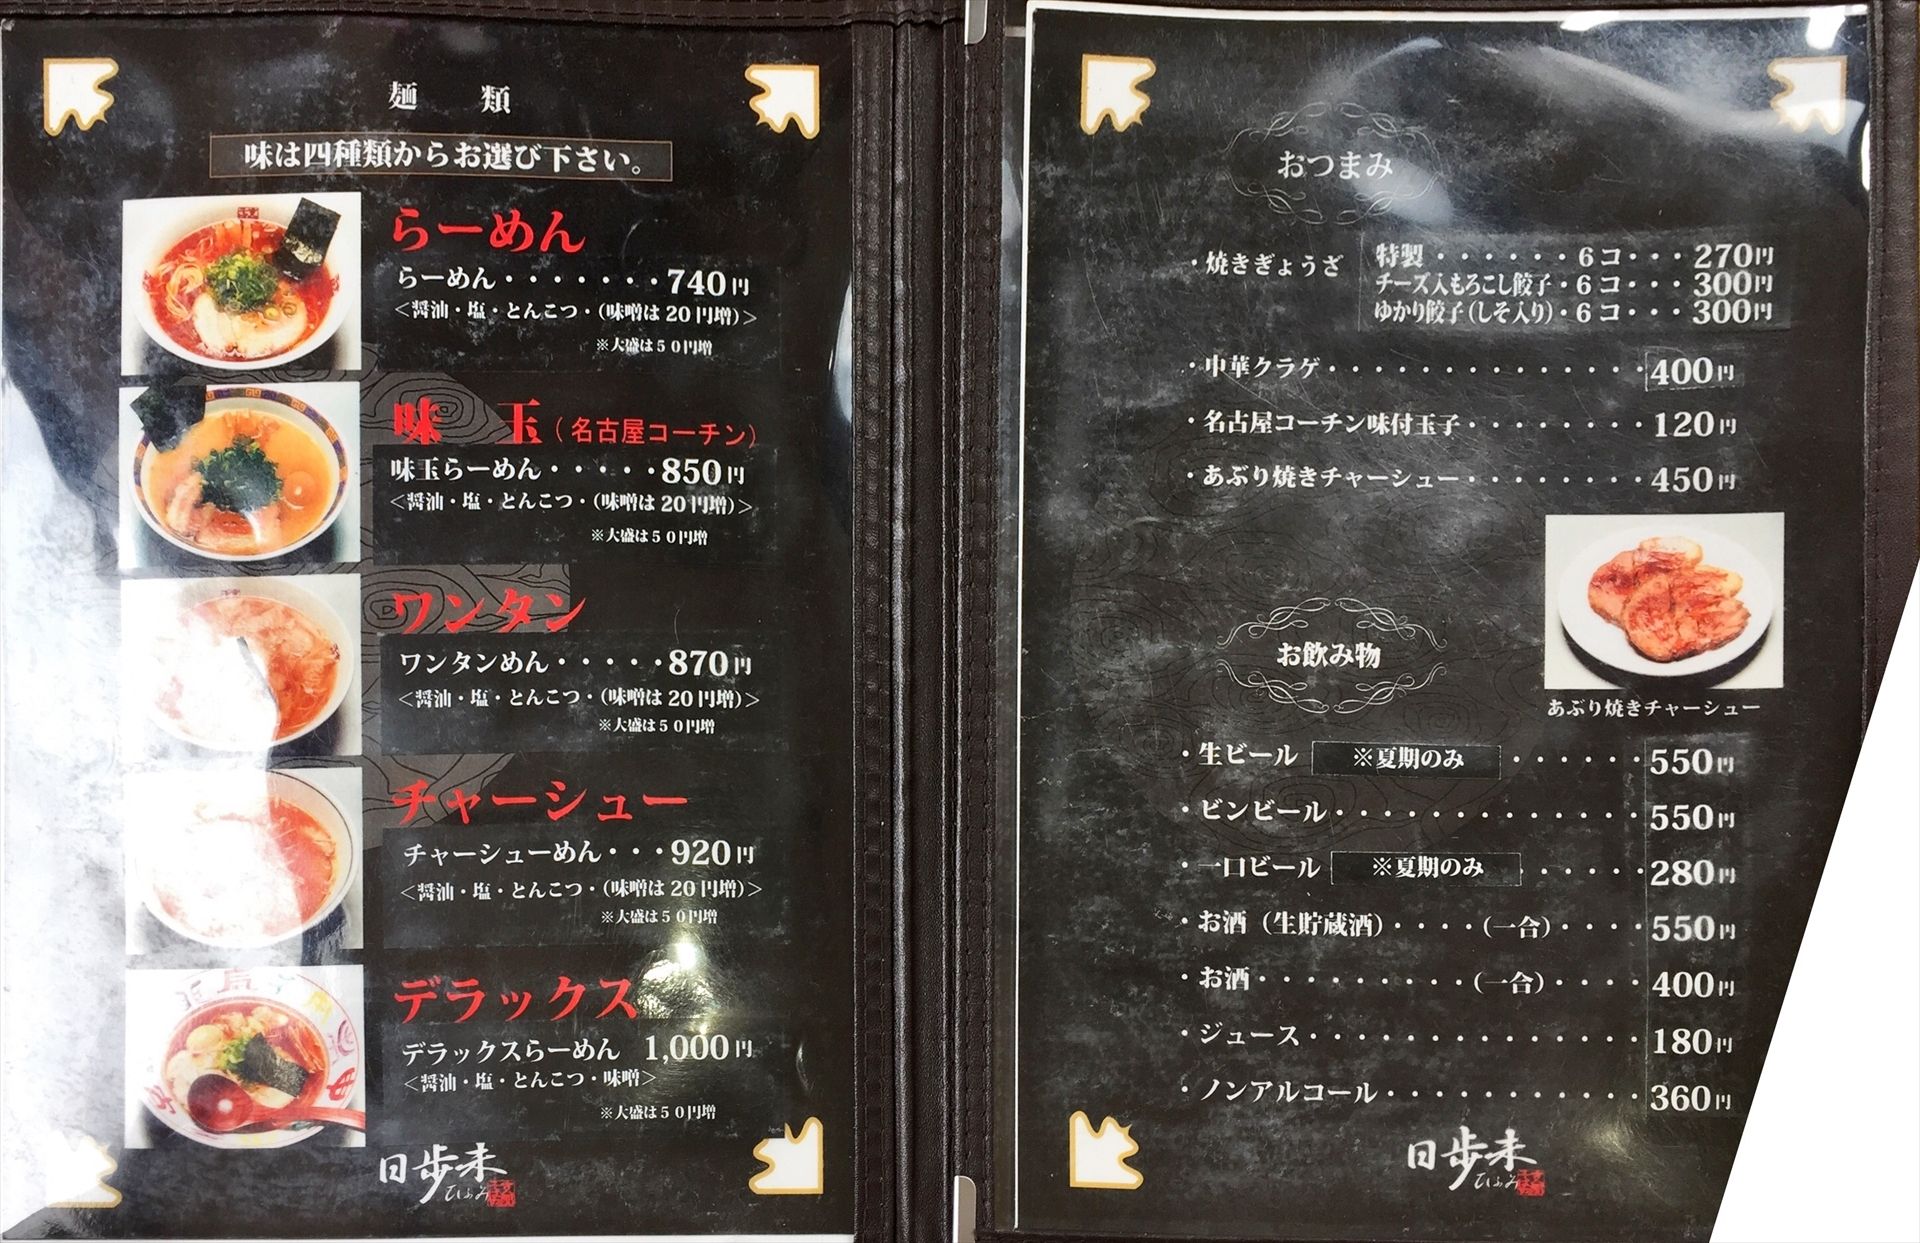 麺 類
味は四種類からお選び下さい。
らーめん
らーめん・・・・・・・740円
＜醤油・塩・とんこつ・(味噌は20円増)＞
※大盛は50円増
味 玉(名古屋コーチン)
味玉らーめん・・・・・850円
＜醤油・塩・とんこつ・(味噌は20円増)＞
※大盛は50円増
ワンタン
ワンタンめん・・・・・870円
＜醤油・塩・とんこつ・(味噌は20円増)＞
※大盛は50円増
チャーシュー
チャーシューめん・・・920円
＜醤油・塩・とんこつ・(味噌は20円増)＞
※大盛は50円増
デラックス
デラックスらーめん 1,000円
＜醤油・塩・とんこつ・味噌＞
※大盛は50円増
日歩未
ひふみ
おつまみ
・焼きぎょうざ
特製・・・・・・6コ・・・270円
チーズ入もろこし餃子・6コ・・・300円
ゆかり餃子(しそ入り)・6コ・・・300円
・中華クラゲ・・・・・・・・・・・・・・400円
・名古屋コーチン味付玉子・・・・・・・・120円
・あぶり焼きチャーシュー・・・・・・・・450円
あぶり焼きチャーシュー
お飲み物
・生ビール ※夏期のみ ・・・・・・550円
・ビンビール・・・・・・・・・・・・・550円
・一口ビール ※夏期のみ ・・・・・・280円
・お酒(生貯蔵酒)・・・・(一合)・・・・550円
・お酒・・・・・・・・・(一合)・・・・400円
・ジュース・・・・・・・・・・・・・・180円
・ノンアルコール・・・・・・・・・・・360円
日歩未
ひふみ